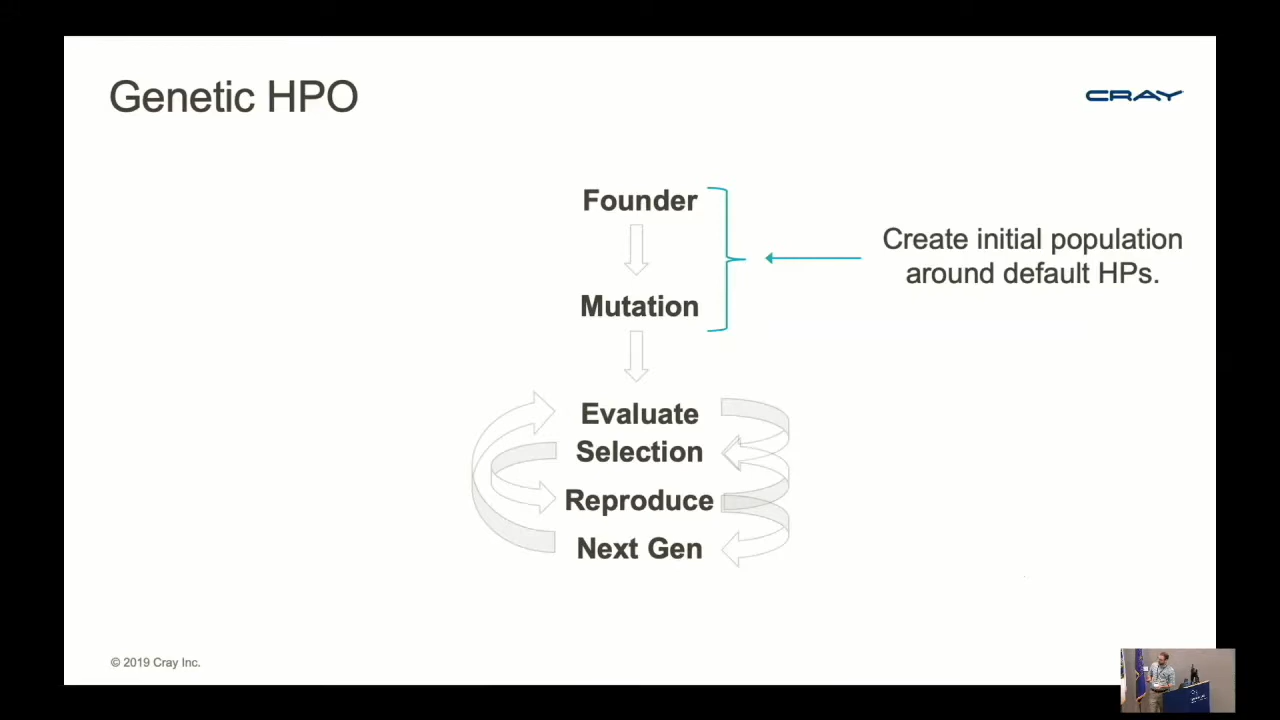 Genetic HPO
CRAY
Founder
Create initial population
around default HPs.
Mutation
Evaluate
Selection
Reproduce
Next Gen
© 2019 Cray Inc.